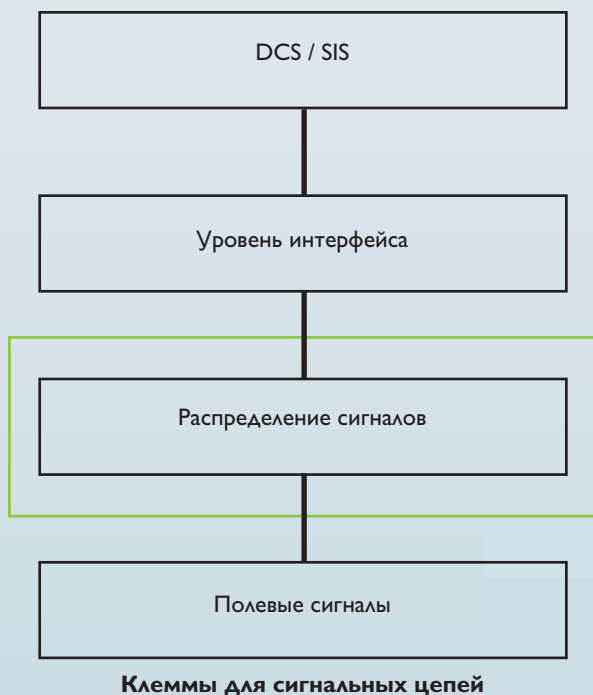 DCS / SIS
Уровень интерфейса
Распределение сигналов
Полевые сигналы
Клеммы для сигнальных цепей